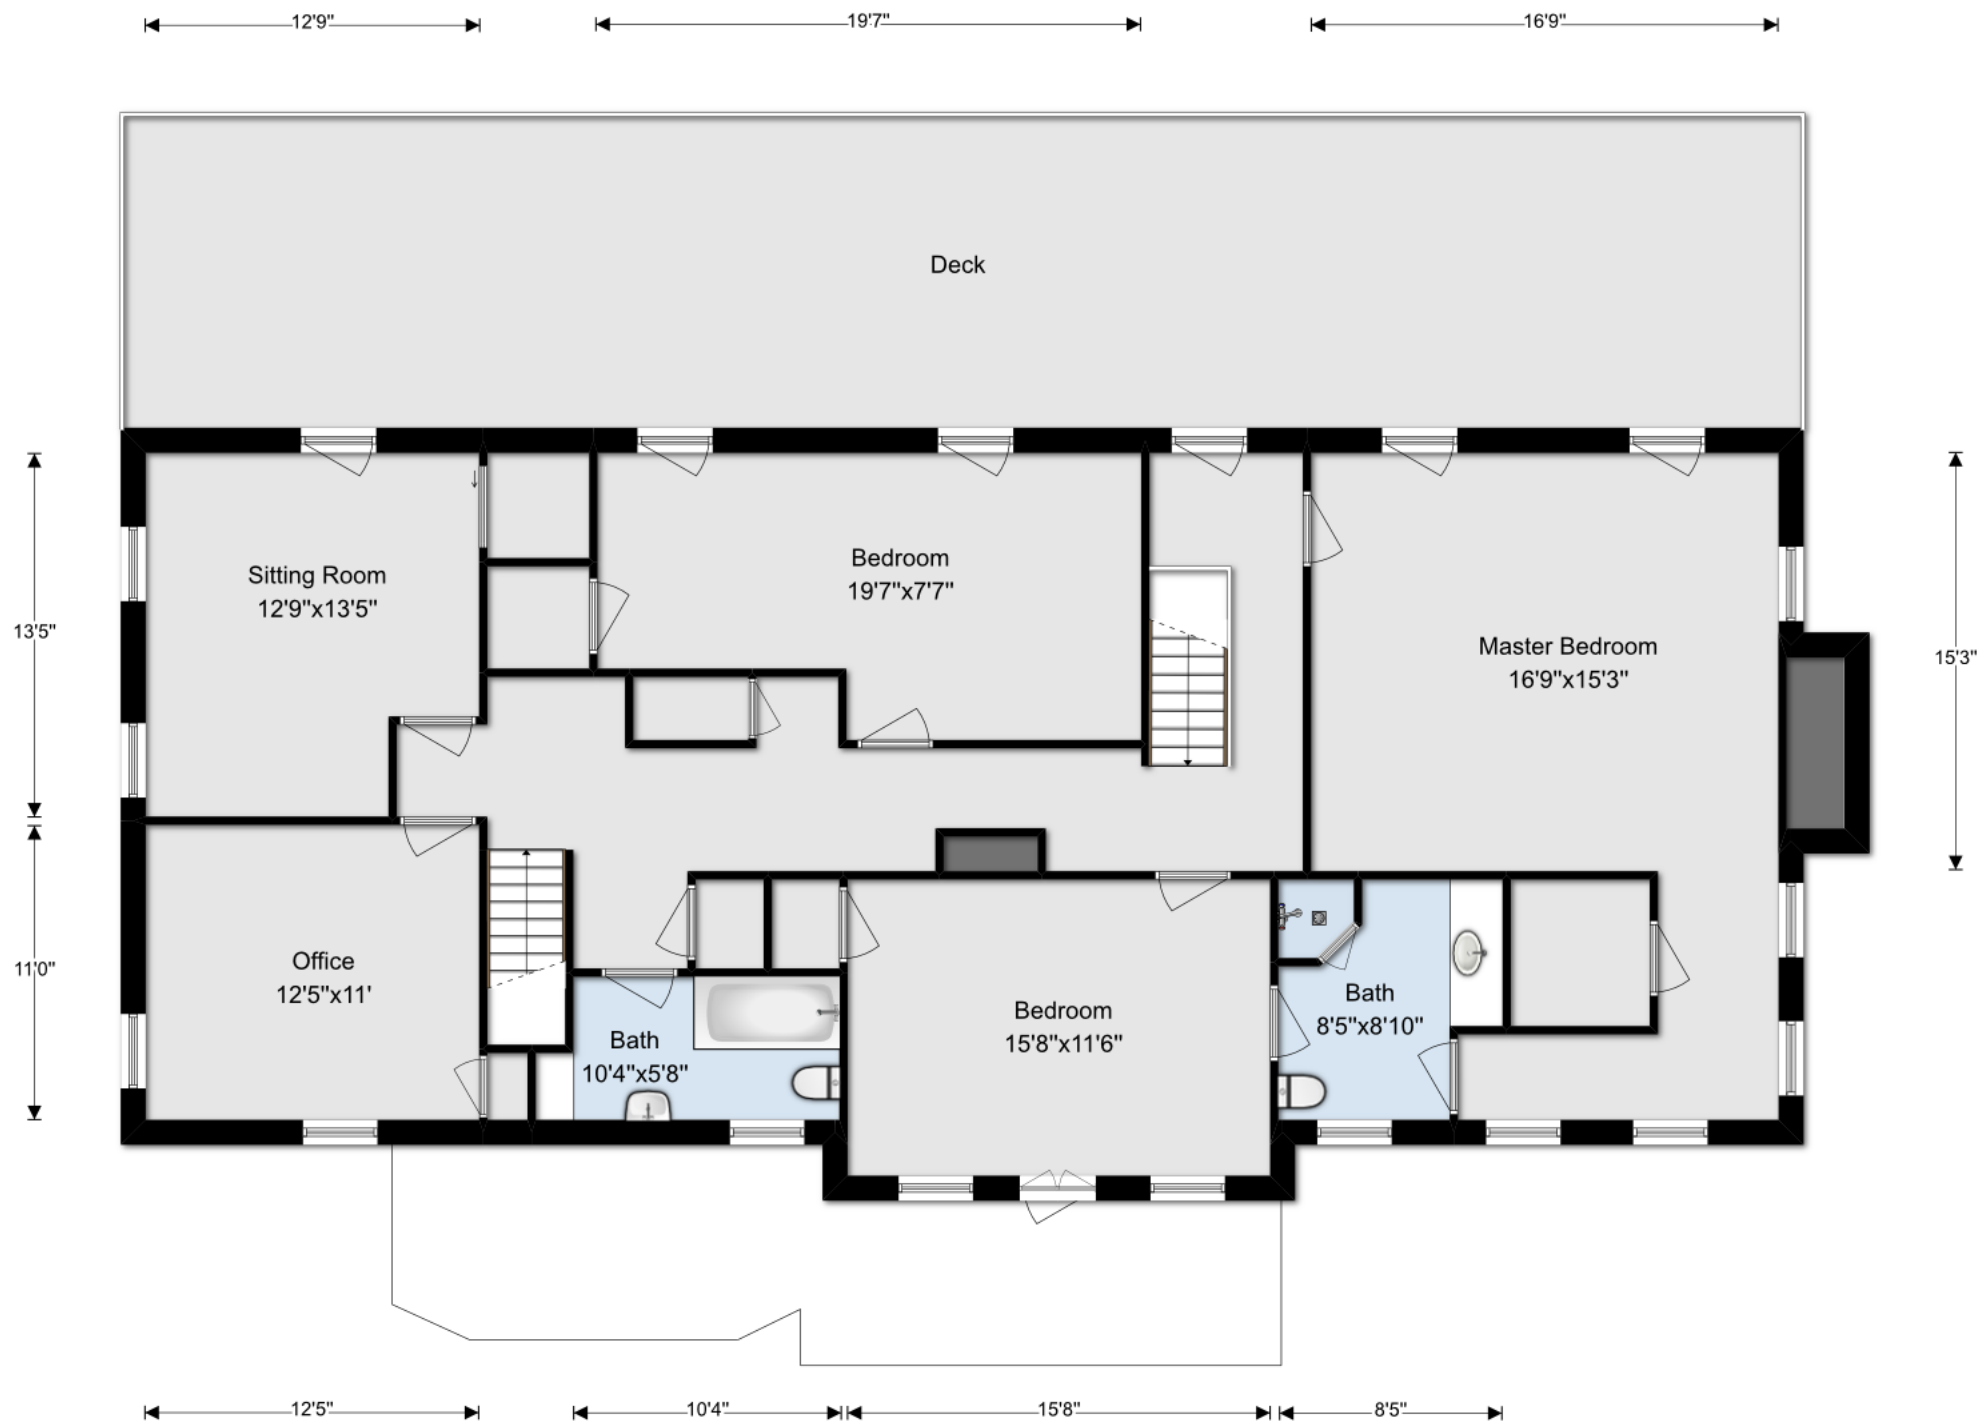 12'9"
19'7"
16'9"
Deck
13'5"
Sitting Room
12'9"x13'5"
Bedroom
19'7"x7'7"
Master Bedroom
16'9"x15'3"
15'3"
11'0"
Office
12'5"x11'
Bath
10'4"x5'8"
Bedroom
15'8"x11'6"
Bath
8'5"x8'10"
12'5"
10'4"
15'8"
8'5"